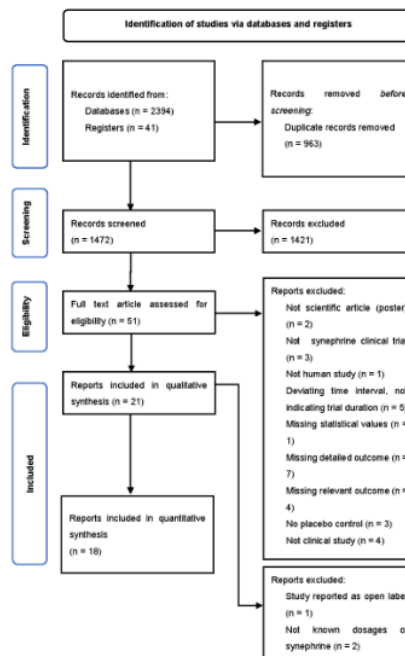 Identification of studies via databases and registers
Identification
Records identified from:
Databases (n = 2394)
Registers (n = 41)
Records removed before
screening:
Duplicate records removed
(n = 963)
Screening
Records screened
(n = 1472)
Records excluded
(n = 1421)
Eligibility
Full text article assessed for
eligibility (n = 51)
Reports excluded:
Not scientific article (poster)
(n = 2)
Not synephrine clinical trial
(n = 3)
Not human study (n = 1)
Deviating time interval, not
indicating trial duration (n = 5)
Missing statistical values (n =
1)
Missing detailed outcome (n =
7)
Missing relevant outcome (n =
4)
No placebo control (n = 3)
Not clinical study (n = 4)
Included
Reports included in qualitative
synthesis (n = 21)
Reports included in quantitative
synthesis
(n = 18)
Reports excluded:
Study reported as open label
(n = 1)
Not known dosages of
synephrine (n = 2)